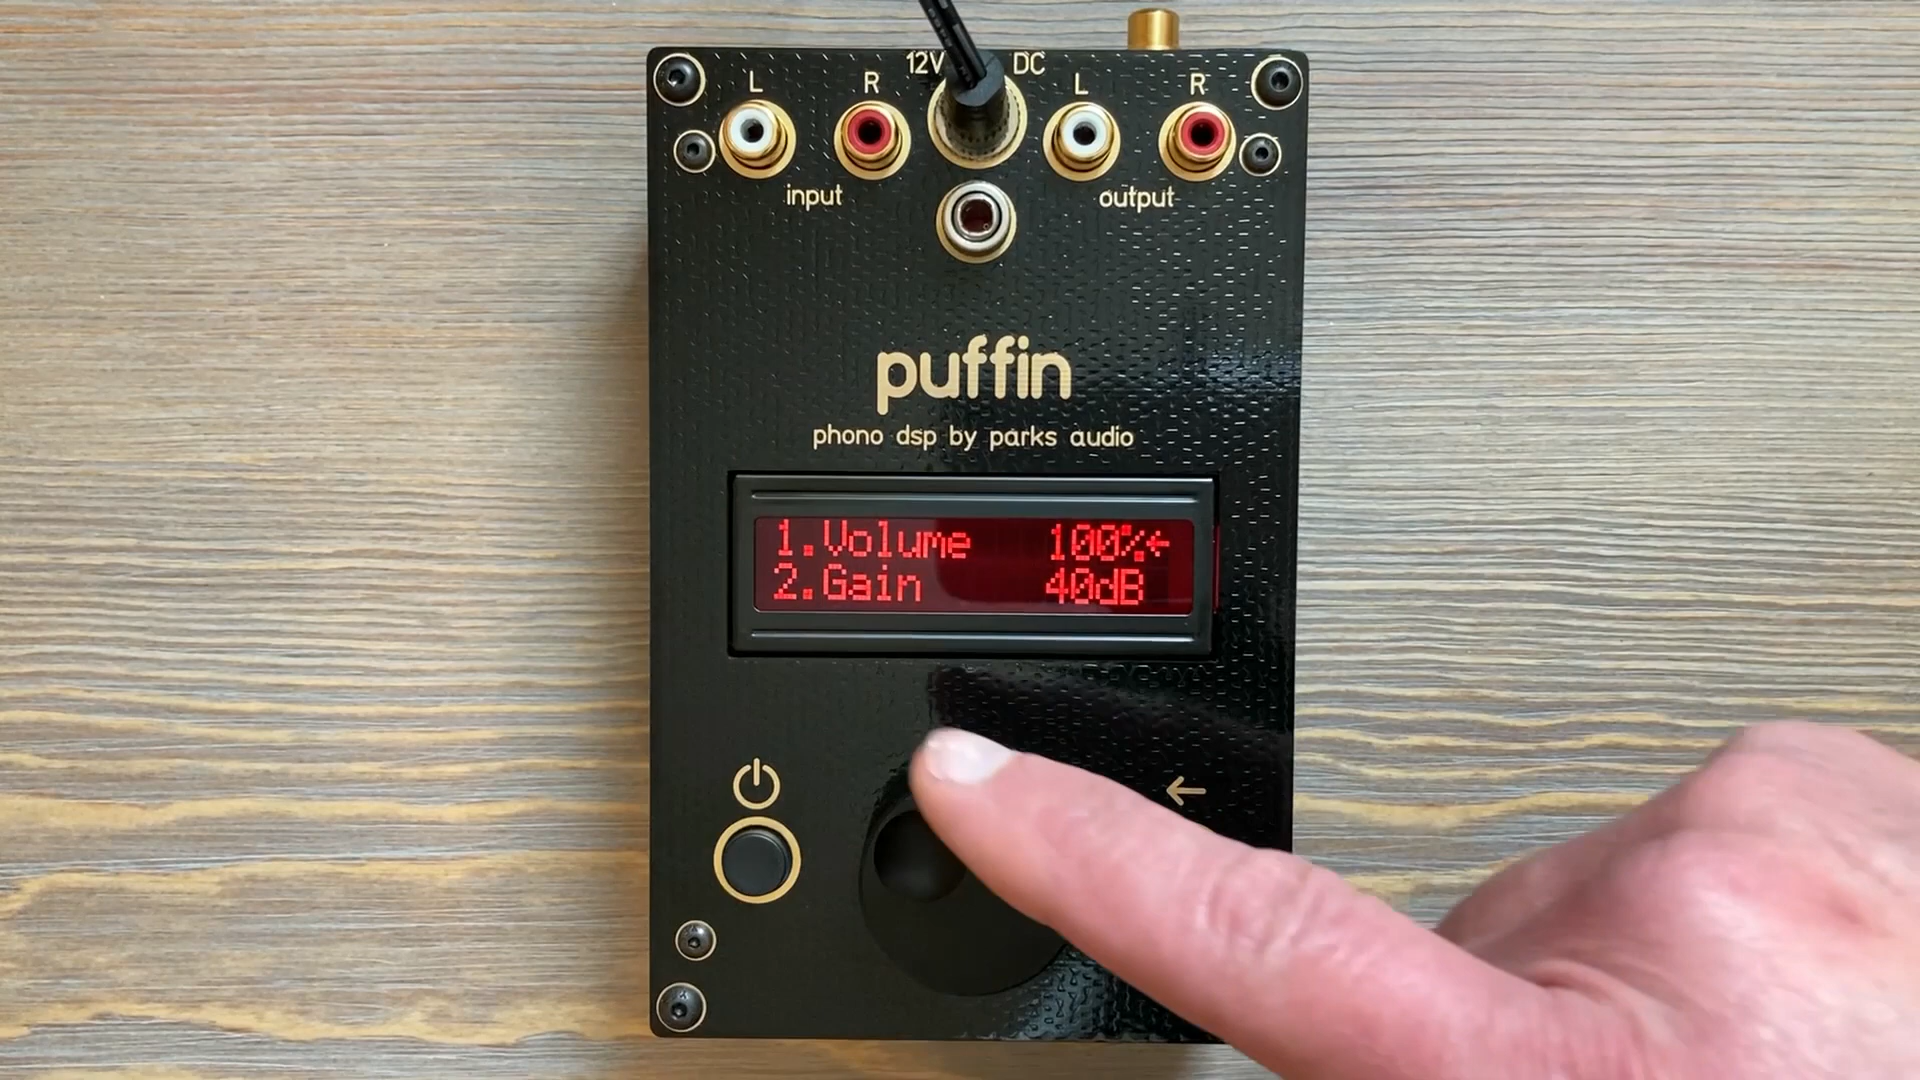 12V DC
L R L R
input output
puffin
phono dsp by parks audio
1.Volume 100%←
2.Gain 40dB
←